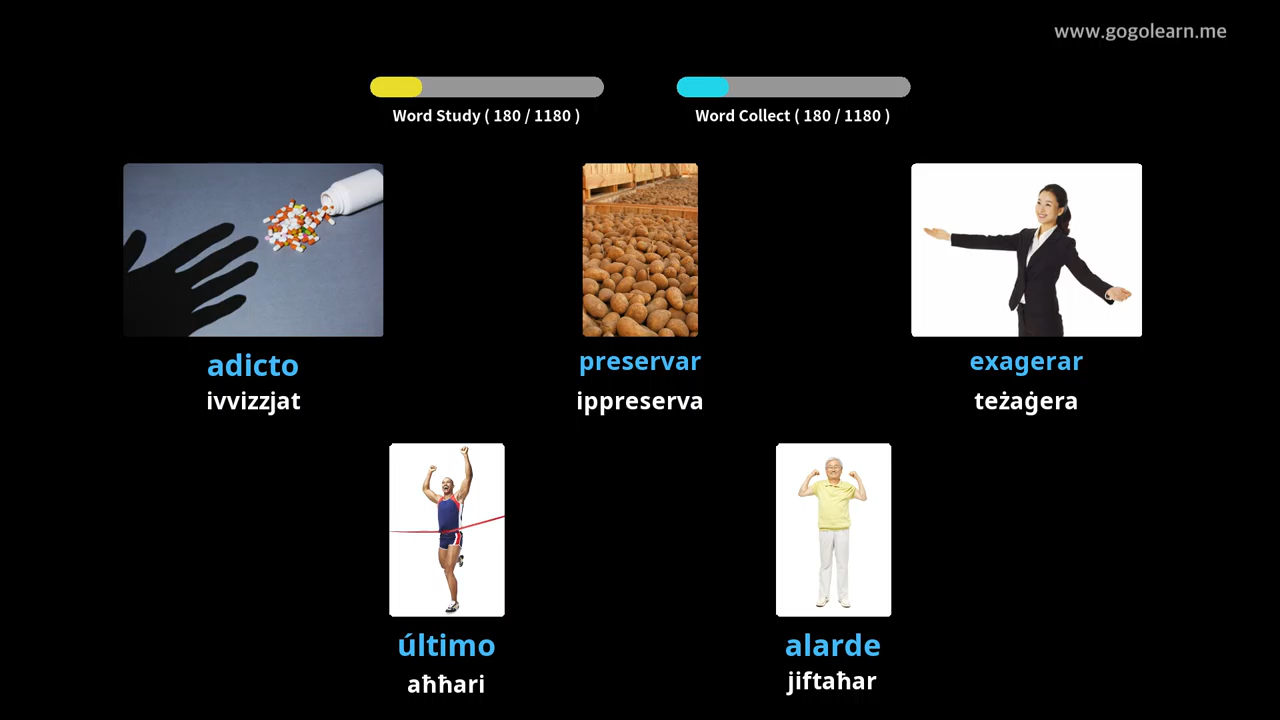 www.gogolearn.me
Word Study ( 180 / 1180 )
Word Collect ( 180 / 1180 )
adicto
ivvizzjat
preservar
ippreserva
exagerar
teżaġera
último
aħħari
alarde
jiftaħar